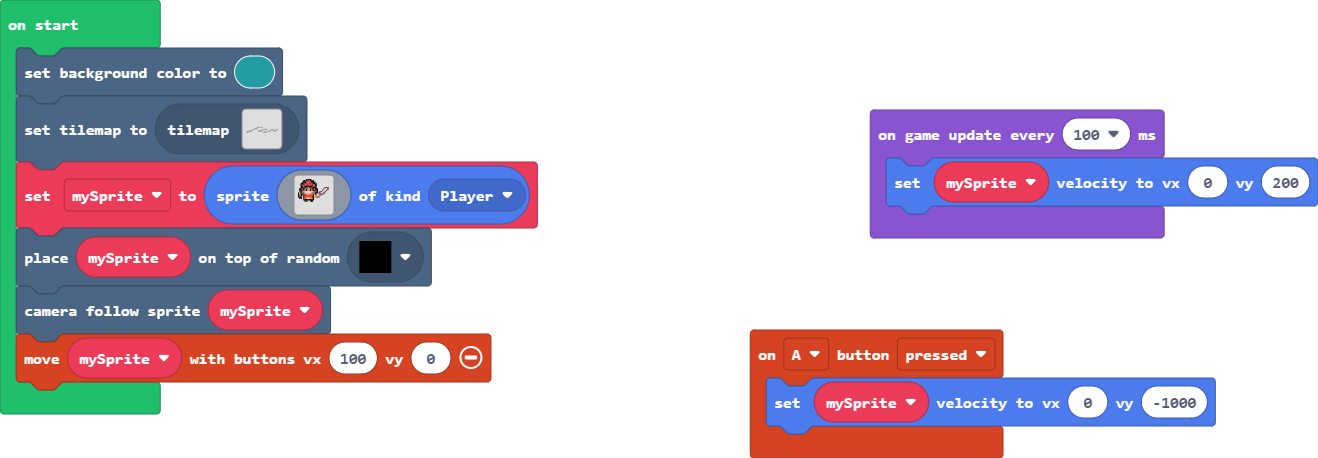 on start
set background color to
set tilemap to tilemap
set mySprite to sprite of kind Player
place mySprite on top of random
camera follow sprite mySprite
move mySprite with buttons vx 100 vy 0
on game update every 100 ms
set mySprite velocity to vx 0 vy 200
on A button pressed
set mySprite velocity to vx 0 vy -1000